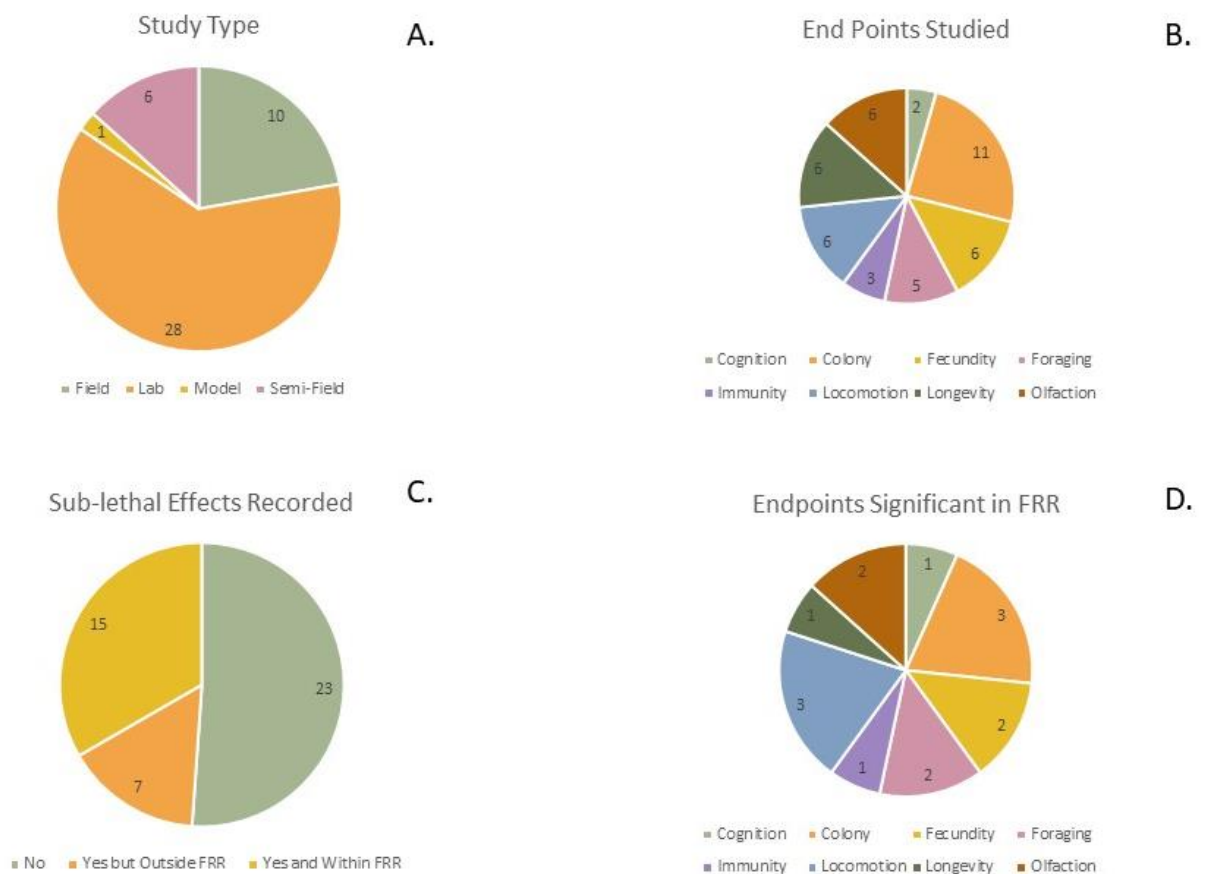 Study Type
A.
6
10
1
28
Field Lab Model Semi-Field
End Points Studied
B.
2
6
11
6
6
6
3
5
Cognition Colony Fecundity Foraging
Immunity Locomotion Longevity Olfaction
Sub-lethal Effects Recorded
C.
15
23
7
No Yes but Outside FRR Yes and Within FRR
Endpoints Significant in FRR
D.
1
2
3
1
3
2
1
2
Cognition Colony Fecundity Foraging
Immunity Locomotion Longevity Olfaction